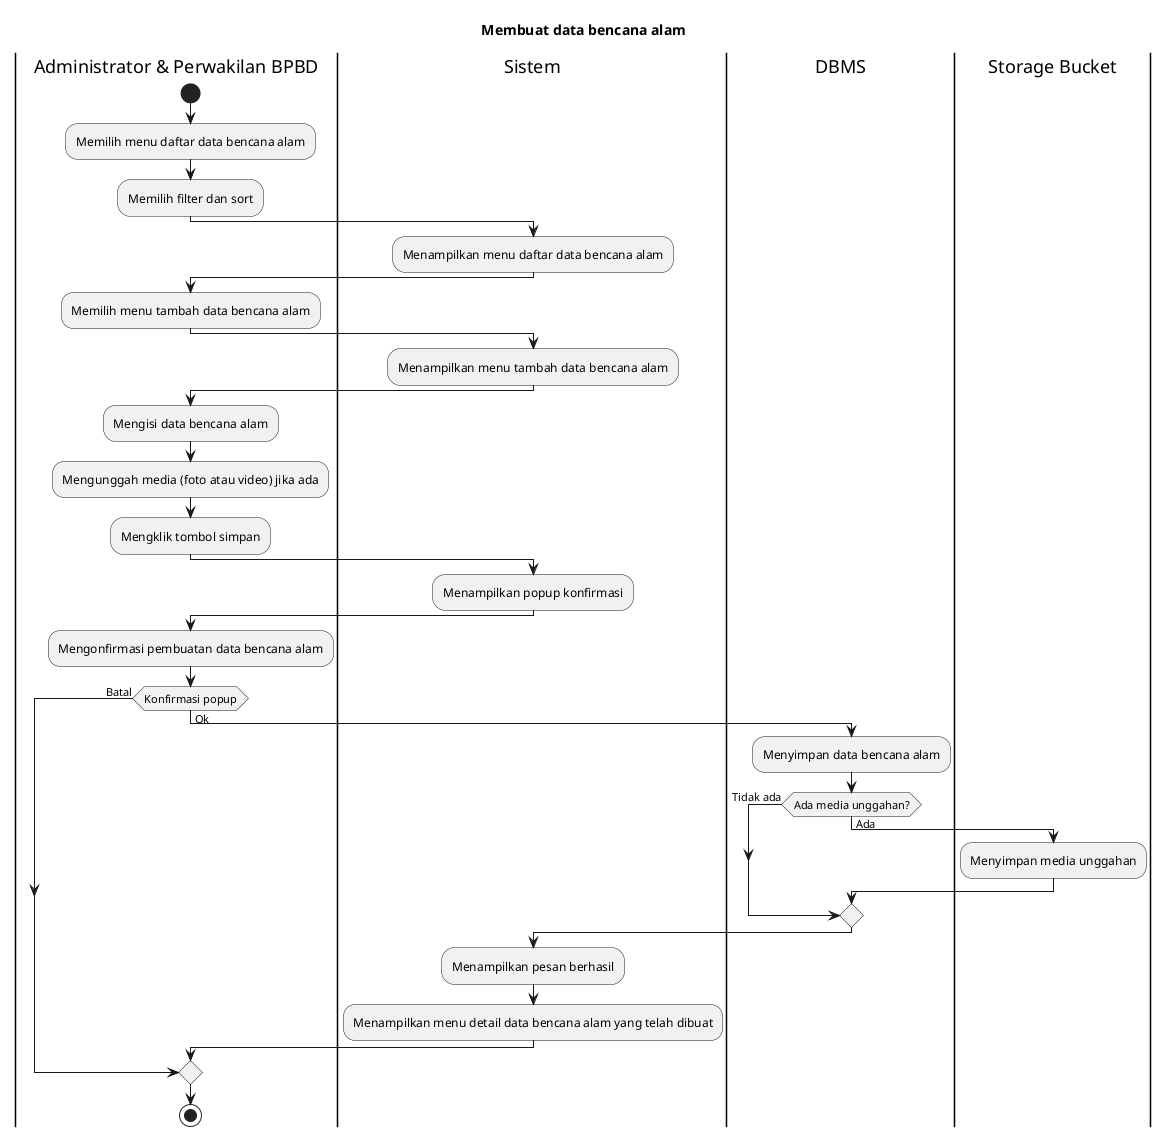 Membuat data bencana alam
Administrator & Perwakilan BPBD
Sistem
DBMS
Storage Bucket
Memilih menu daftar data bencana alam
Memilih filter dan sort
Menampilkan menu daftar data bencana alam
Memilih menu tambah data bencana alam
Menampilkan menu tambah data bencana alam
Mengisi data bencana alam
Mengunggah media (foto atau video) jika ada
Mengklik tombol simpan
Menampilkan popup konfirmasi
Mengonfirmasi pembuatan data bencana alam
Batal
Konfirmasi popup
Ok
Menyimpan data bencana alam
Tidak ada
Ada media unggahan?
Ada
Menyimpan media unggahan
Menampilkan pesan berhasil
Menampilkan menu detail data bencana alam yang telah dibuat